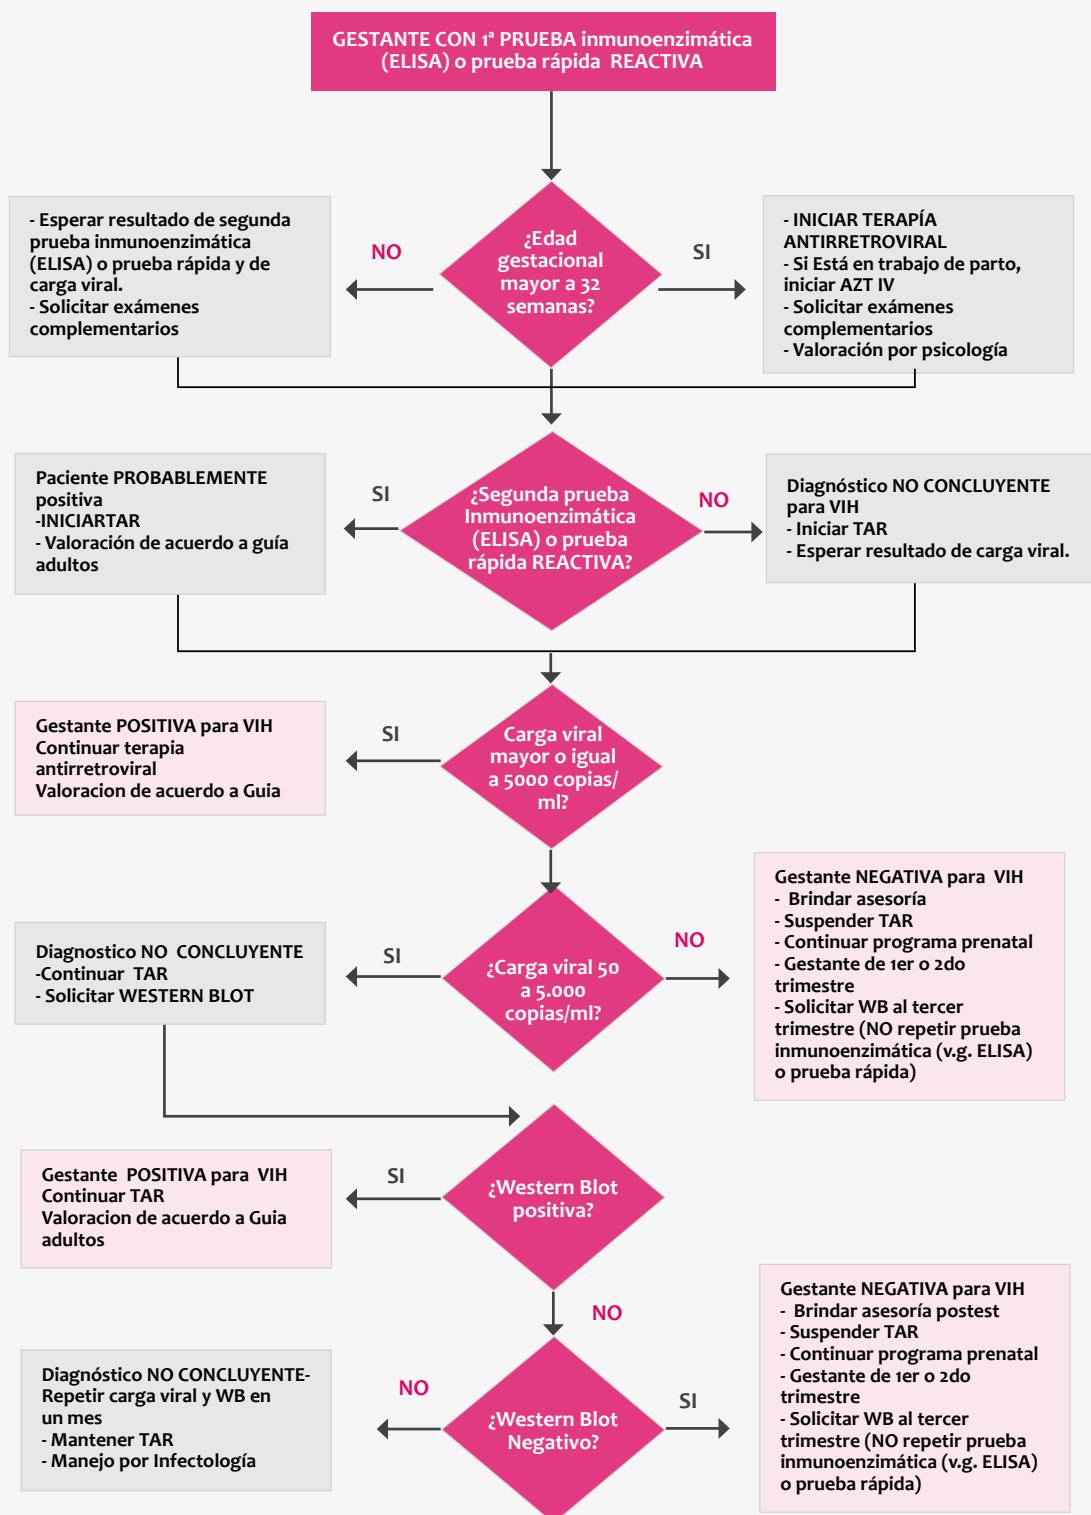 GESTANTE CON 1ª PRUEBA inmunoenzimática
(ELISA) o prueba rápida REACTIVA
- Esperar resultado de segunda
prueba inmunoenzimática
(ELISA) o prueba rápida y de
carga viral.
- Solicitar exámenes
complementarios
NO
¿Edad
gestacional
mayor a 32
semanas?
SI
- INICIAR TERAPÍA
ANTIRRETROVIRAL
- Si Está en trabajo de parto,
iniciar AZT IV
- Solicitar exámenes
complementarios
- Valoración por psicología
Paciente PROBABLEMENTE
positiva
-INICIARTAR
- Valoración de acuerdo a guía
adultos
SI
¿Segunda prueba
Inmunoenzimática
(ELISA) o prueba
rápida REACTIVA?
NO
Diagnóstico NO CONCLUYENTE
para VIH
- Iniciar TAR
- Esperar resultado de carga viral.
Gestante POSITIVA para VIH
Continuar terapia
antirretroviral
Valoracion de acuerdo a Guia
SI
Carga viral
mayor o igual
a 5000 copias/
ml?
Diagnostico NO CONCLUYENTE
-Continuar TAR
- Solicitar WESTERN BLOT
SI
¿Carga viral 50
a 5.000
copias/ml?
NO
Gestante NEGATIVA para VIH
- Brindar asesoría
- Suspender TAR
- Continuar programa prenatal
- Gestante de 1er o 2do
trimestre
- Solicitar WB al tercer
trimestre (NO repetir prueba
inmunoenzimática (v.g. ELISA)
o prueba rápida)
Gestante POSITIVA para VIH
Continuar TAR
Valoracion de acuerdo a Guia
adultos
SI
¿Western Blot
positiva?
NO
Diagnóstico NO CONCLUYENTE-
Repetir carga viral y WB en
un mes
- Mantener TAR
- Manejo por Infectología
NO
¿Western Blot
Negativo?
SI
Gestante NEGATIVA para VIH
- Brindar asesoría postest
- Suspender TAR
- Continuar programa prenatal
- Gestante de 1er o 2do
trimestre
- Solicitar WB al tercer
trimestre (NO repetir prueba
inmunoenzimática (v.g. ELISA)
o prueba rápida)